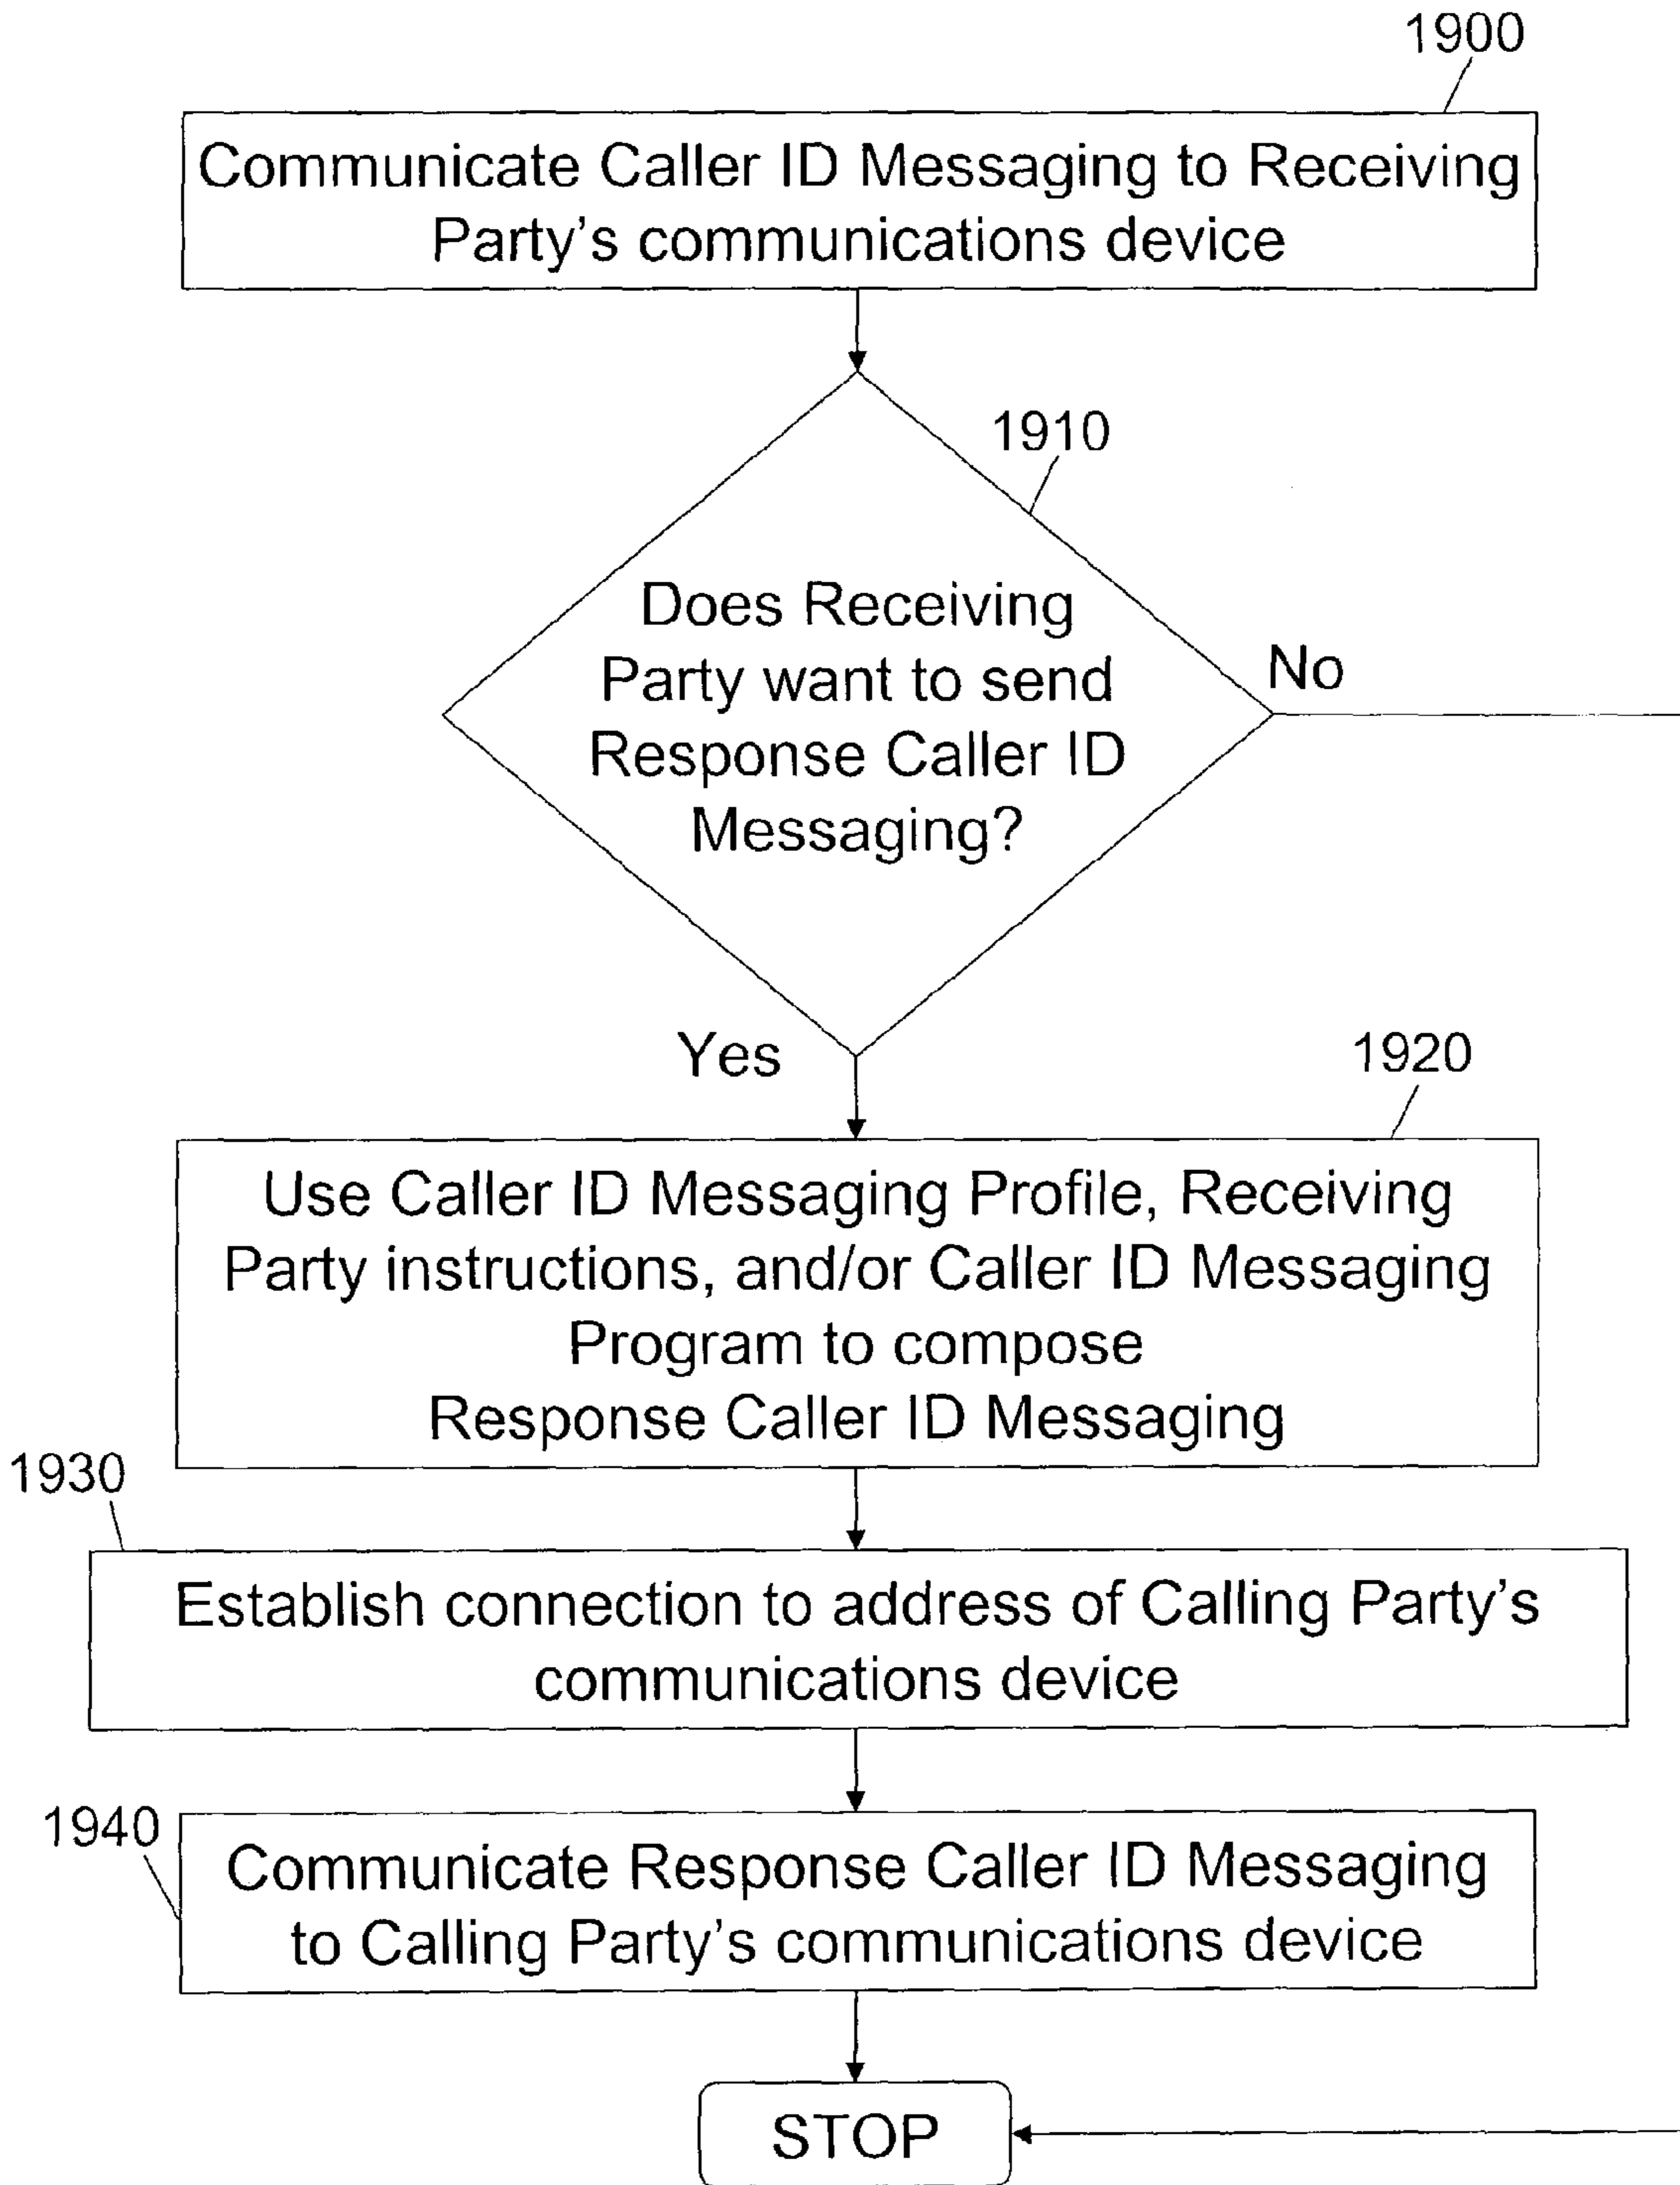 1900
Communicate Caller ID Messaging to Receiving
Party’s communications device
1910
Does Receiving
Party want to send
Response Caller ID
Messaging?
No
Yes
1920
Use Caller ID Messaging Profile, Receiving
Party instructions, and/or Caller ID Messaging
Program to compose
Response Caller ID Messaging
1930
Establish connection to address of Calling Party’s
communications device
1940
Communicate Response Caller ID Messaging
to Calling Party’s communications device
STOP